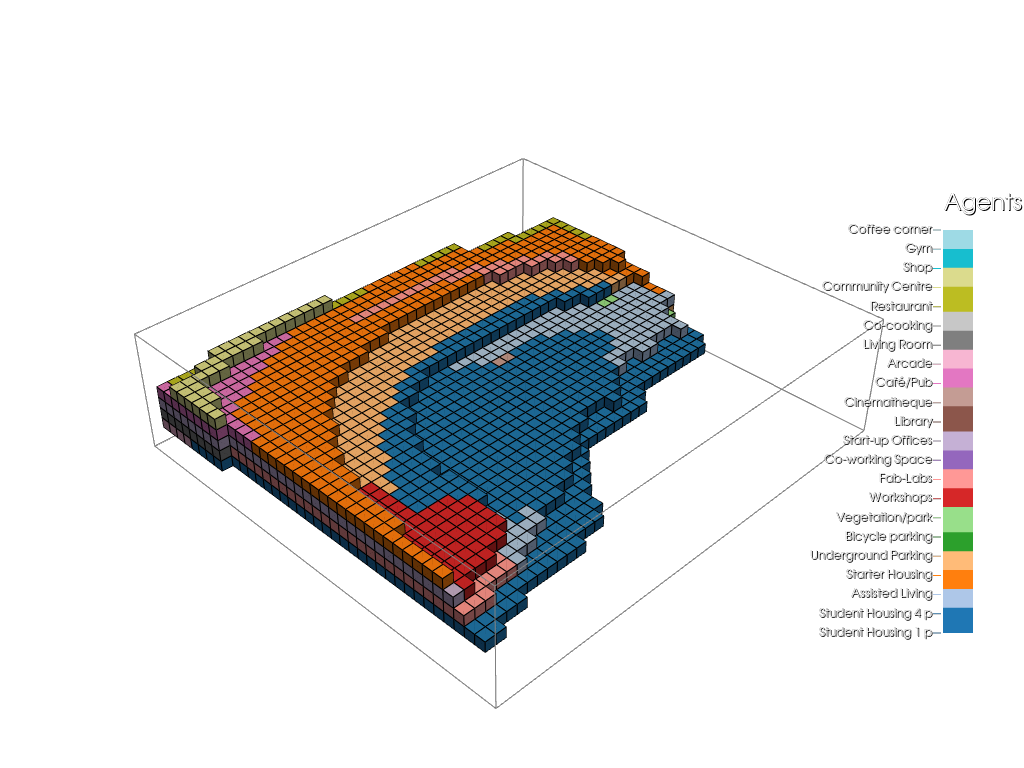 Agents
Coffee corner
Gym
Shop
Community Centre
Restaurant
Co-cooking
Living Room
Arcade
Café/Pub
Cinematheque
Library
Start-up Offices
Co-working Space
Fab-Labs
Workshops
Vegetation/park
Bicycle parking
Underground Parking
Starter Housing
Assisted Living
Student Housing 4 p
Student Housing 1 p